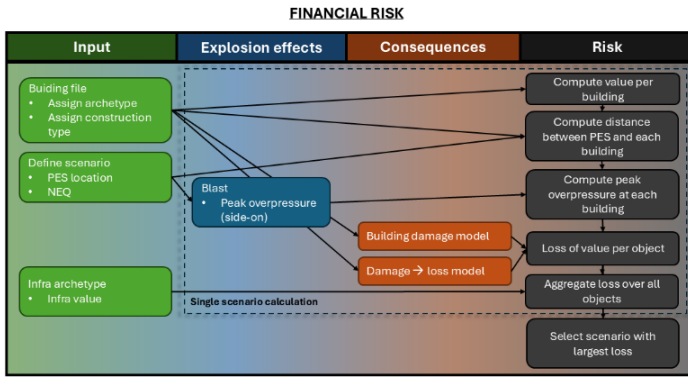 FINANCIAL RISK
Input
Explosion effects
Consequences
Risk
Buiding file
• Assign archetype
• Assign construction
type
Define scenario
• PES location
• NEQ
Infra archetype
• Infra value
Blast
• Peak overpressure
(side-on)
Building damage model
Damage → loss model
Single scenario calculation
Compute value per
building
Compute distance
between PES and each
building
Compute peak
overpressure at each
building
Loss of value per object
Aggregate loss over all
objects
Select scenario with
largest loss